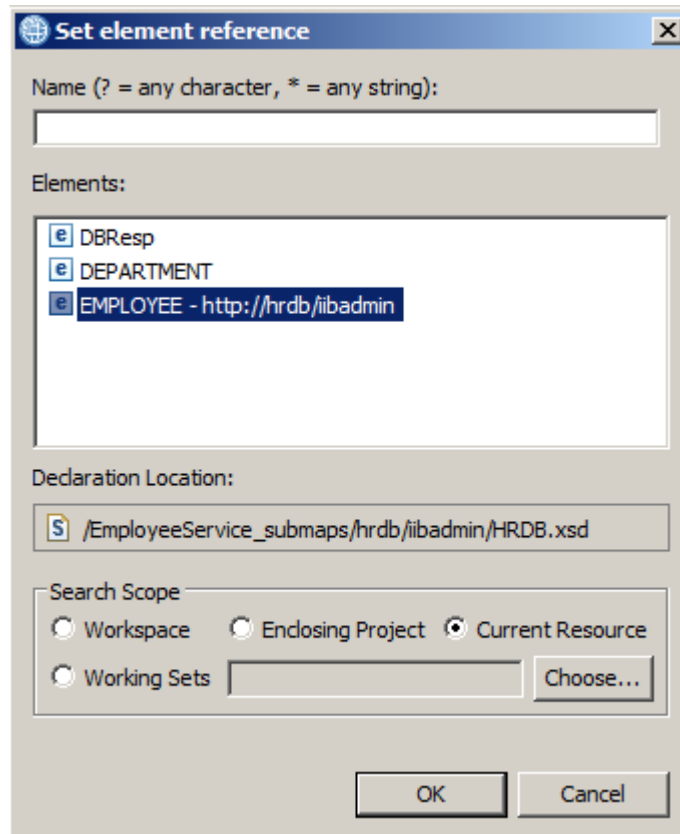 Set element reference
Name (? = any character, * = any string):
Elements:
e DBResp
e DEPARTMENT
e EMPLOYEE - http://hrdb/iibadmin
Declaration Location:
S /EmployeeService_submaps/hrdb/iibadmin/HRDB.xsd
Search Scope
Workspace Enclosing Project Current Resource
Working Sets Choose...
OK Cancel